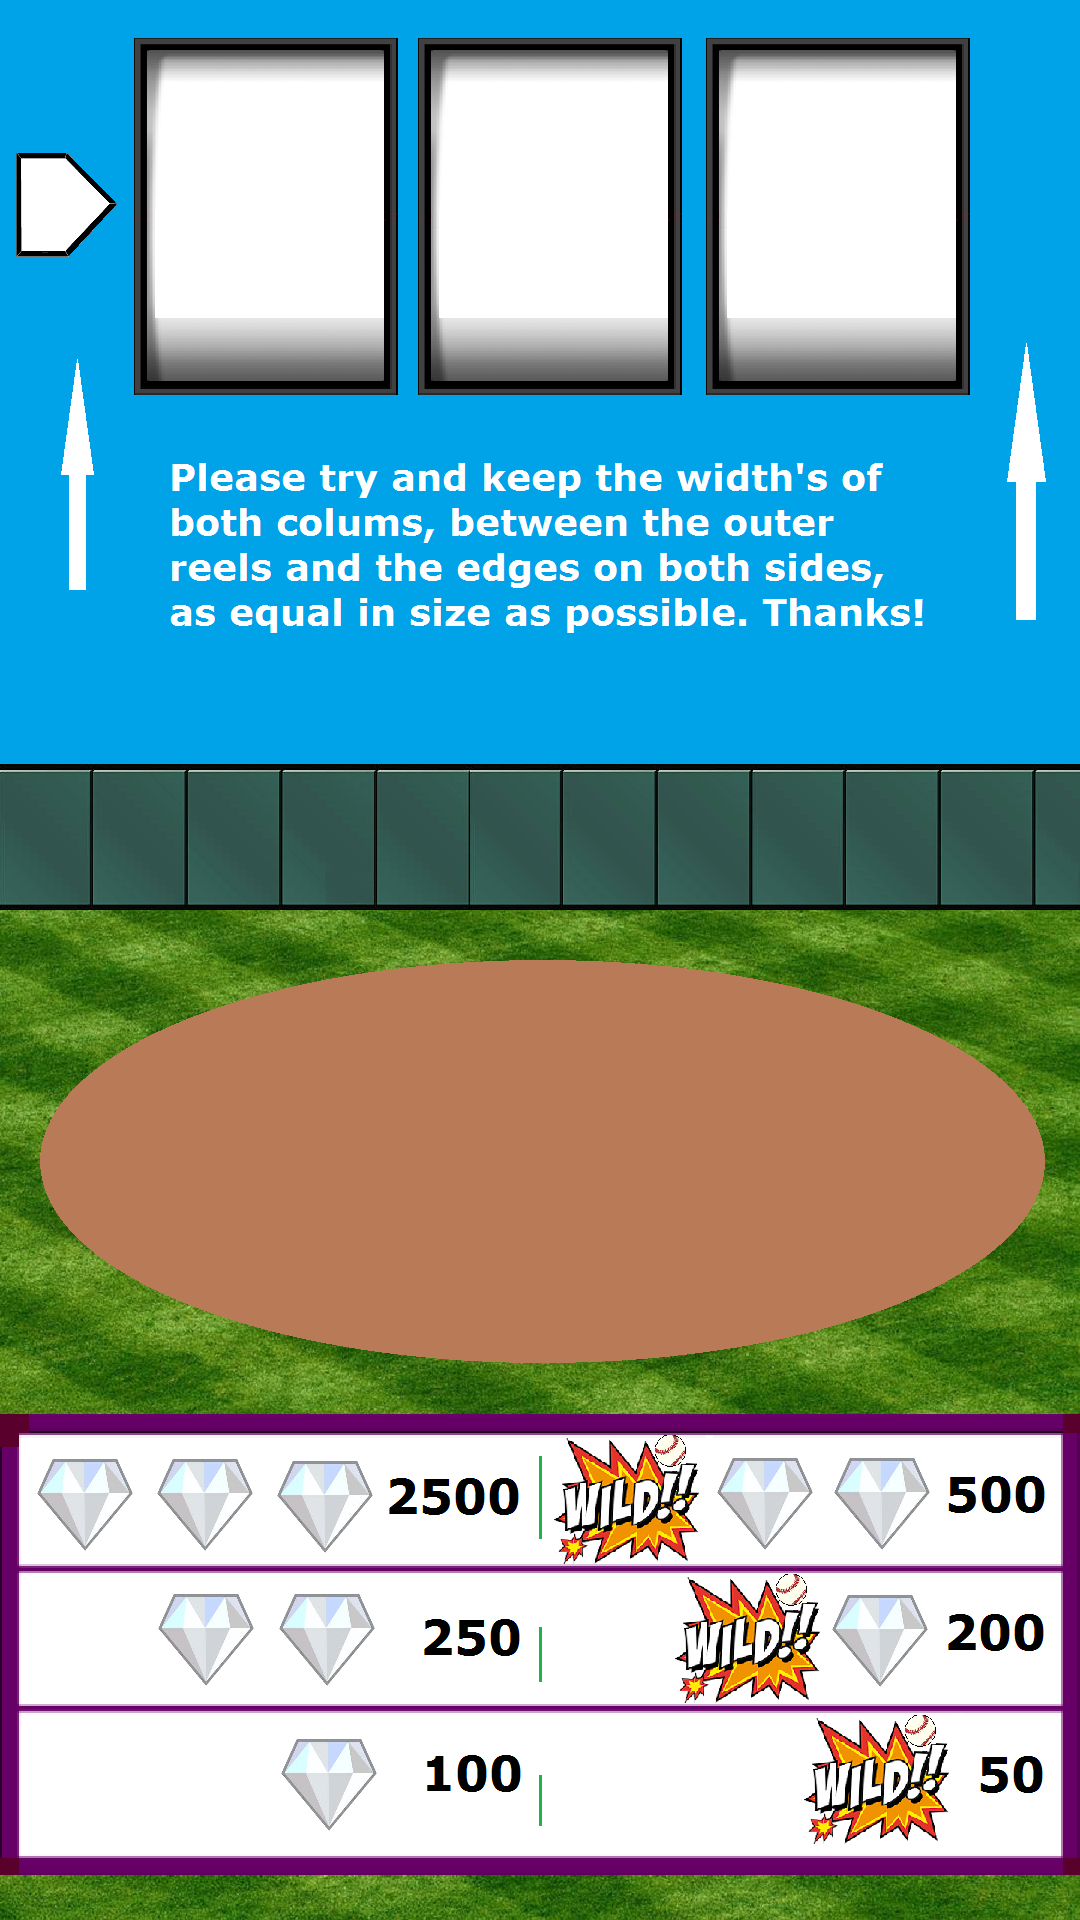 Please try and keep the width's of
both colums, between the outer
reels and the edges on both sides,
as equal in size as possible. Thanks!
2500 WILD!! 500
250 WILD!! 200
100 WILD!! 50